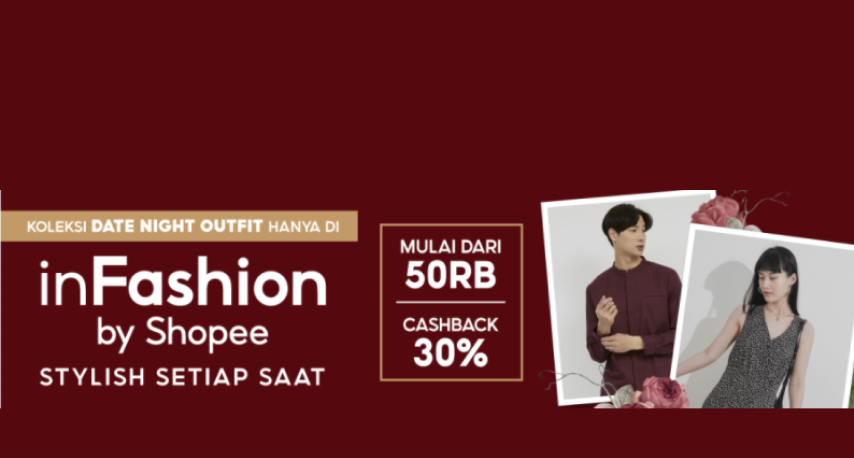 KOLEKSI DATE NIGHT OUTFIT HANYA DI
inFashion
by Shopee
STYLISH SETIAP SAAT
MULAI DARI
50RB
CASHBACK
30%